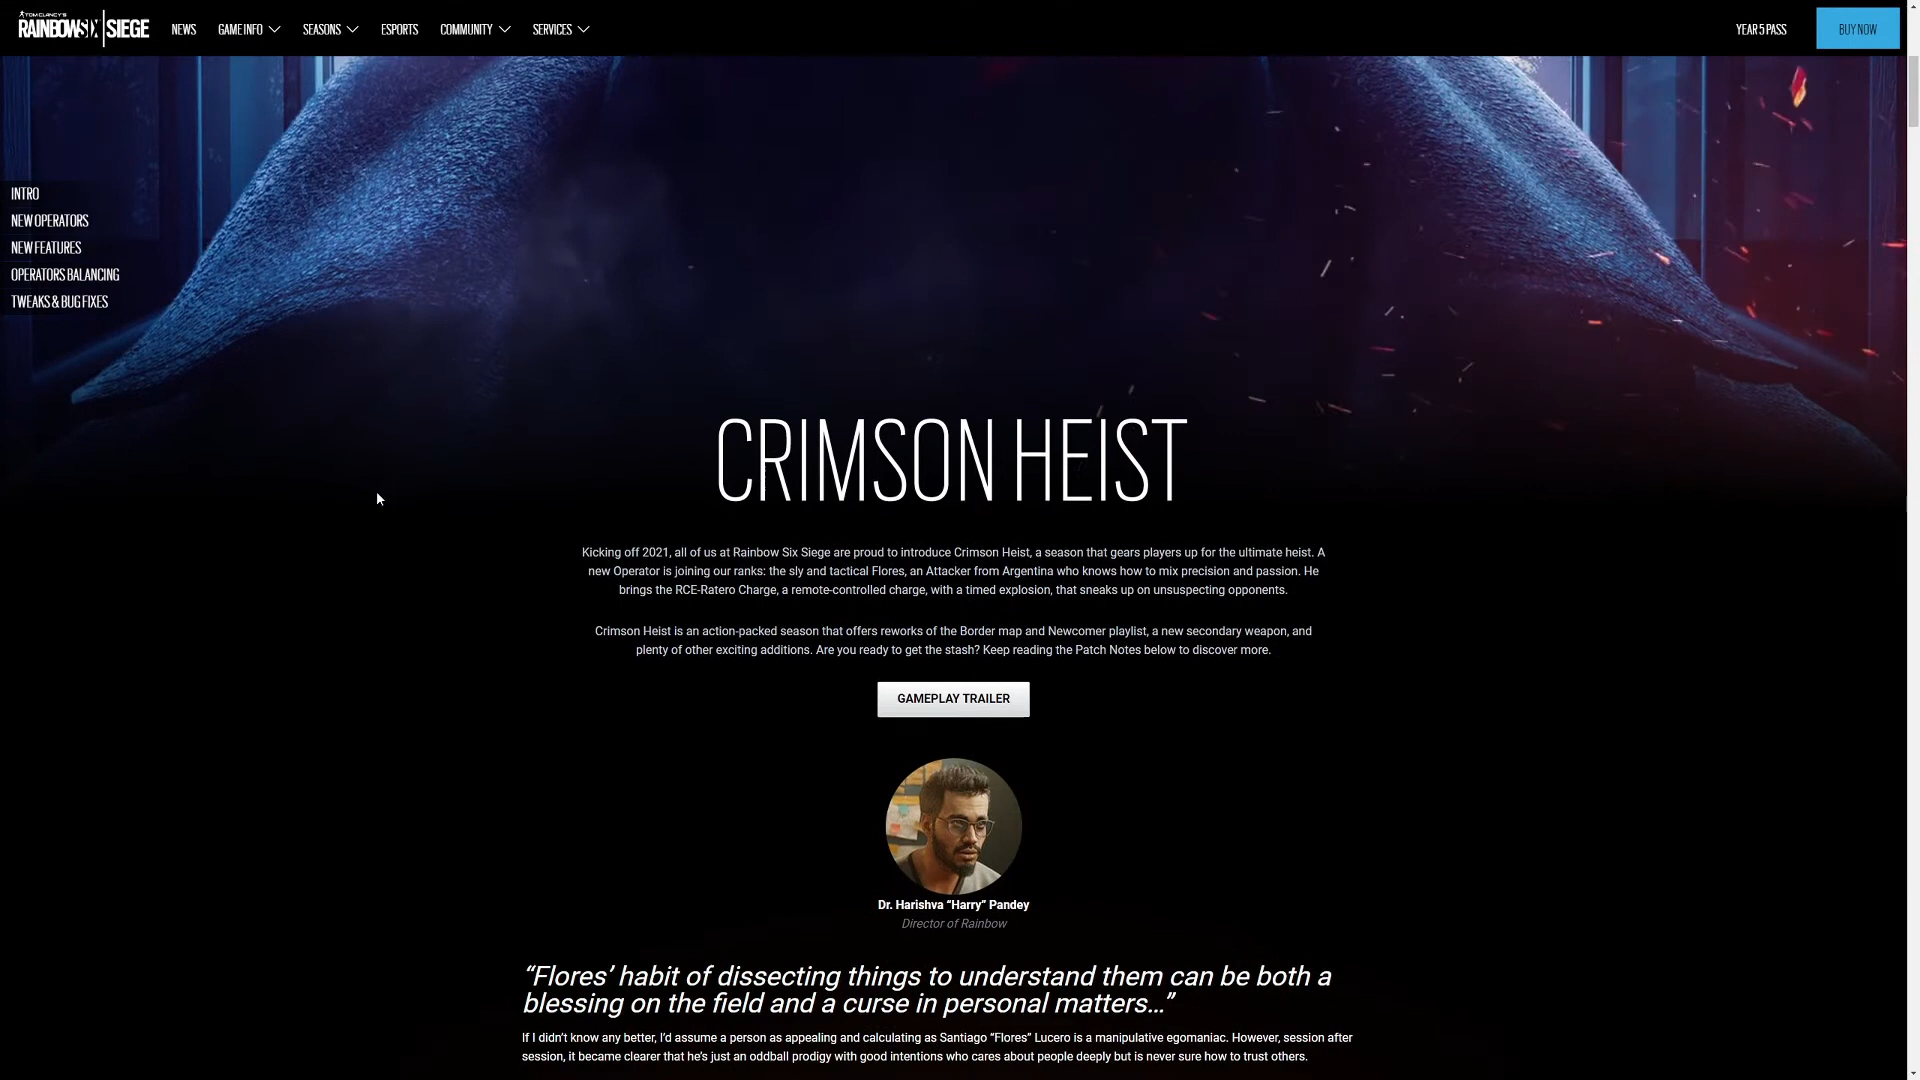 TOM CLANCY'S
RAINBOWSIX|SIEGE
NEWS
GAME INFO
SEASONS
ESPORTS
COMMUNITY
SERVICES
YEAR 5 PASS
BUY NOW
INTRO
NEW OPERATORS
NEW FEATURES
OPERATORS BALANCING
TWEAKS & BUG FIXES
CRIMSON HEIST
Kicking off 2021, all of us at Rainbow Six Siege are proud to introduce Crimson Heist, a season that gears players up for the ultimate heist. A
new Operator is joining our ranks: the sly and tactical Flores, an Attacker from Argentina who knows how to mix precision and passion. He
brings the RCE-Ratero Charge, a remote-controlled charge, with a timed explosion, that sneaks up on unsuspecting opponents.
Crimson Heist is an action-packed season that offers reworks of the Border map and Newcomer playlist, a new secondary weapon, and
plenty of other exciting additions. Are you ready to get the stash? Keep reading the Patch Notes below to discover more.
GAMEPLAY TRAILER
Dr. Harishva “Harry” Pandey
Director of Rainbow
“Flores’ habit of dissecting things to understand them can be both a
blessing on the field and a curse in personal matters…”
If I didn’t know any better, I’d assume a person as appealing and calculating as Santiago “Flores” Lucero is a manipulative egomaniac. However, session after
session, it became clearer that he’s just an oddball prodigy with good intentions who cares about people deeply but is never sure how to trust others.